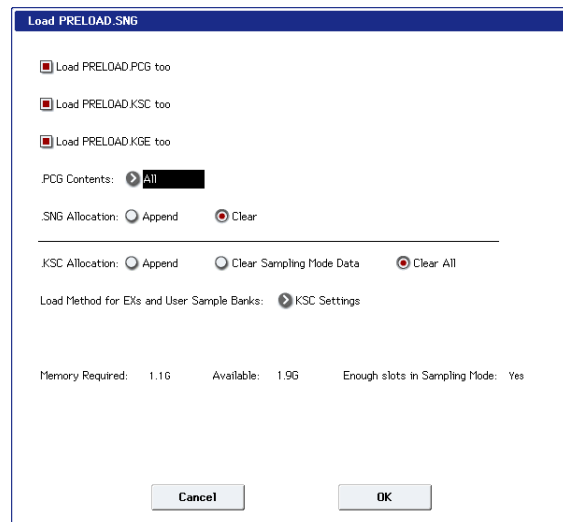 Load PRELOAD.SNG
Load PRELOAD.PCG too
Load PRELOAD.KSC too
Load PRELOAD.KGE too
.PCG Contents: All
.SNG Allocation: Append Clear
.KSC Allocation: Append Clear Sampling Mode Data Clear All
Load Method for EXs and User Sample Banks: KSC Settings
Memory Required: 1.1G Available: 1.9G Enough slots in Sampling Mode: Yes
Cancel OK